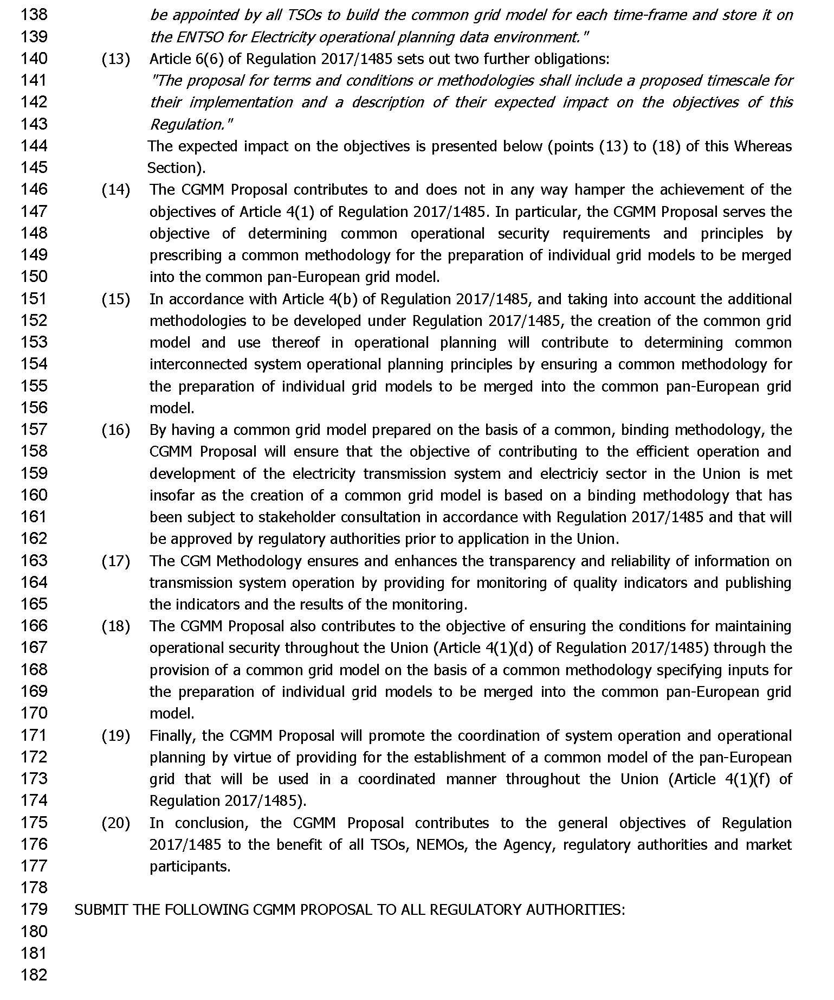 138 be appointed by all TSOs to build the common grid model for each time-frame and store it on
139 the ENTSO for Electricity operational planning data environment."
140 (13) Article 6(6) of Regulation 2017/1485 sets out two further obligations:
141 "The proposal for terms and conditions or methodologies shall include a proposed timescale for
142 their implementation and a description of their expected impact on the objectives of this
143 Regulation."
144 The expected impact on the objectives is presented below (points (13) to (18) of this Whereas
145 Section).
146 (14) The CGMM Proposal contributes to and does not in any way hamper the achievement of the
147 objectives of Article 4(1) of Regulation 2017/1485. In particular, the CGMM Proposal serves the
148 objective of determining common operational security requirements and principles by
149 prescribing a common methodology for the preparation of individual grid models to be merged
150 into the common pan-European grid model.
151 (15) In accordance with Article 4(b) of Regulation 2017/1485, and taking into account the additional
152 methodologies to be developed under Regulation 2017/1485, the creation of the common grid
153 model and use thereof in operational planning will contribute to determining common
154 interconnected system operational planning principles by ensuring a common methodology for
155 the preparation of individual grid models to be merged into the common pan-European grid
156 model.
157 (16) By having a common grid model prepared on the basis of a common, binding methodology, the
158 CGMM Proposal will ensure that the objective of contributing to the efficient operation and
159 development of the electricity transmission system and electriciy sector in the Union is met
160 insofar as the creation of a common grid model is based on a binding methodology that has
161 been subject to stakeholder consultation in accordance with Regulation 2017/1485 and that will
162 be approved by regulatory authorities prior to application in the Union.
163 (17) The CGM Methodology ensures and enhances the transparency and reliability of information on
164 transmission system operation by providing for monitoring of quality indicators and publishing
165 the indicators and the results of the monitoring.
166 (18) The CGMM Proposal also contributes to the objective of ensuring the conditions for maintaining
167 operational security throughout the Union (Article 4(1)(d) of Regulation 2017/1485) through the
168 provision of a common grid model on the basis of a common methodology specifying inputs for
169 the preparation of individual grid models to be merged into the common pan-European grid
170 model.
171 (19) Finally, the CGMM Proposal will promote the coordination of system operation and operational
172 planning by virtue of providing for the establishment of a common model of the pan-European
173 grid that will be used in a coordinated manner throughout the Union (Article 4(1)(f) of
174 Regulation 2017/1485).
175 (20) In conclusion, the CGMM Proposal contributes to the general objectives of Regulation
176 2017/1485 to the benefit of all TSOs, NEMOs, the Agency, regulatory authorities and market
177 participants.
178
179 SUBMIT THE FOLLOWING CGMM PROPOSAL TO ALL REGULATORY AUTHORITIES:
180
181
182